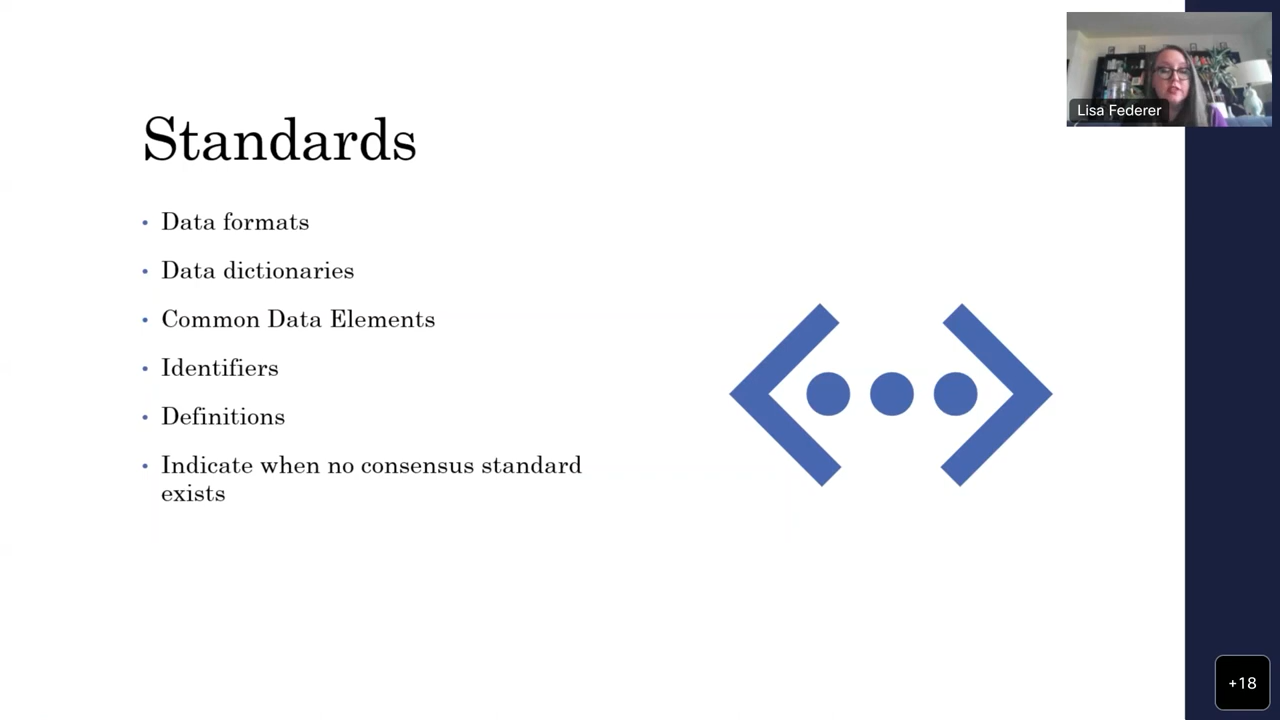 Lisa Federer
Standards
• Data formats
• Data dictionaries
• Common Data Elements
• Identifiers
• Definitions
• Indicate when no consensus standard
exists
+18